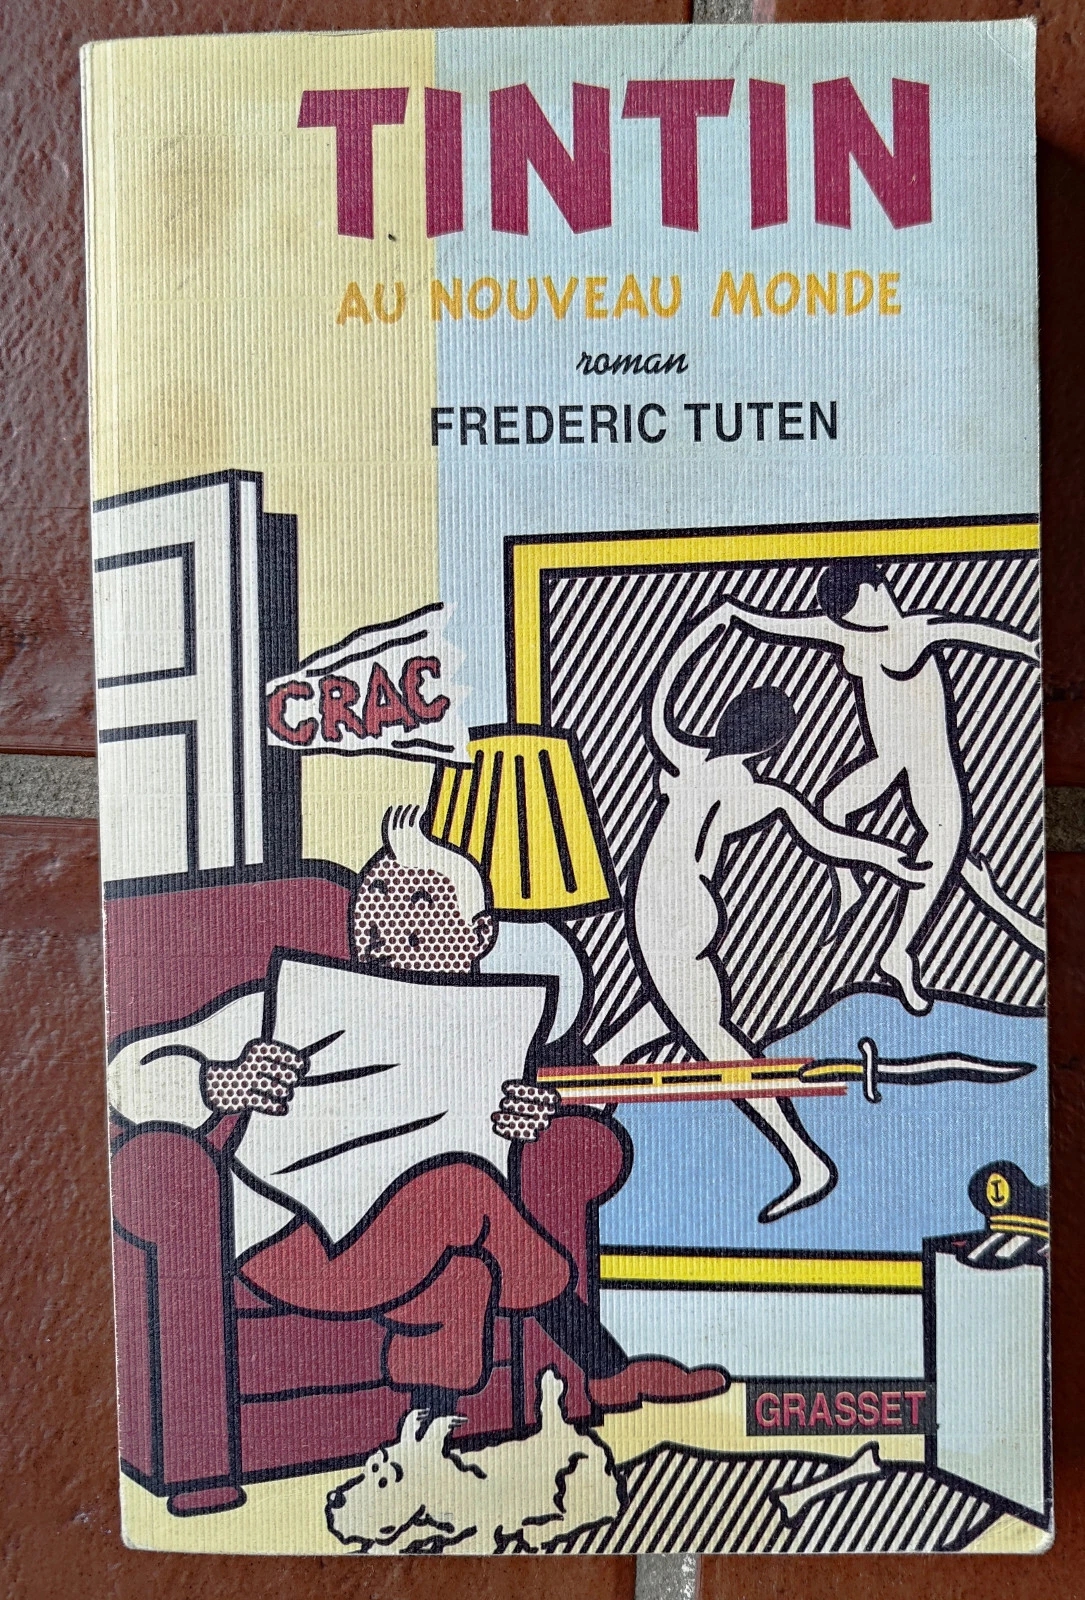 TINTIN
AU NOUVEAU MONDE
roman
FREDERIC TUTEN
CRAC
GRASSET